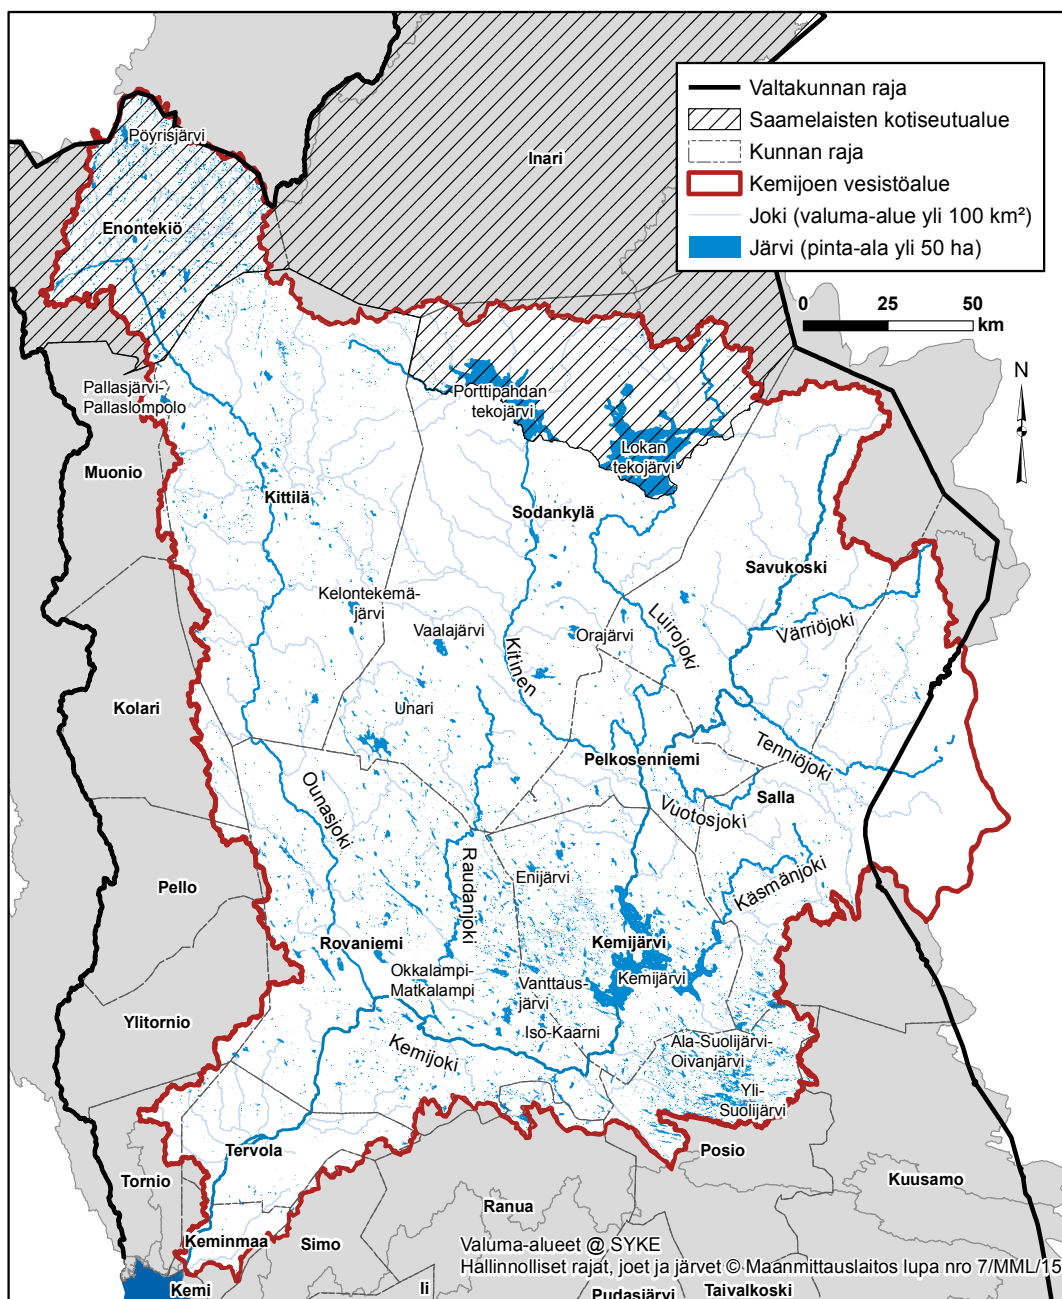 Valtakunnan raja
Saamelaisten kotiseutualue
Kunnan raja
Kemijoen vesistöalue
Joki (valuma-alue yli 100 km²)
Järvi (pinta-ala yli 50 ha)
0 25 50
km
N
Pöyrisjärvi
Inari
Enontekiö
Pallasjärvi-
Pallaslompolo
Porttipahdan
tekojärvi
Lokan
tekojärvi
Muonio
Kittilä
Sodankylä
Savukoski
Kelontekemä-
järvi
Vaalajärvi
Orajärvi
Luirojoki
Värriöjoki
Kitinen
Kolari
Unari
Pelkosenniemi
Tenniöjoki
Ounasjoki
Salla
Vuotosjoki
Raudanjoki
Pello
Enijärvi
Käsmänjoki
Rovaniemi
Kemijärvi
Okkalampi-
Matkalampi
Vanttaus-
järvi
Kemijärvi
Ylitornio
Iso-Kaarni
Kemijoki
Ala-Suolijärvi-
Oivanjärvi
Yli-
Suolijärvi
Tervola
Posio
Tornio
Kuusamo
Ranua
Keminmaa
Simo
Valuma-alueet @ SYKE
Hallinnolliset rajat, joet ja järvet © Maanmittauslaitos lupa nro 7/MML/15
Kemi
Ii
Pudasjärvi
Taivalkoski